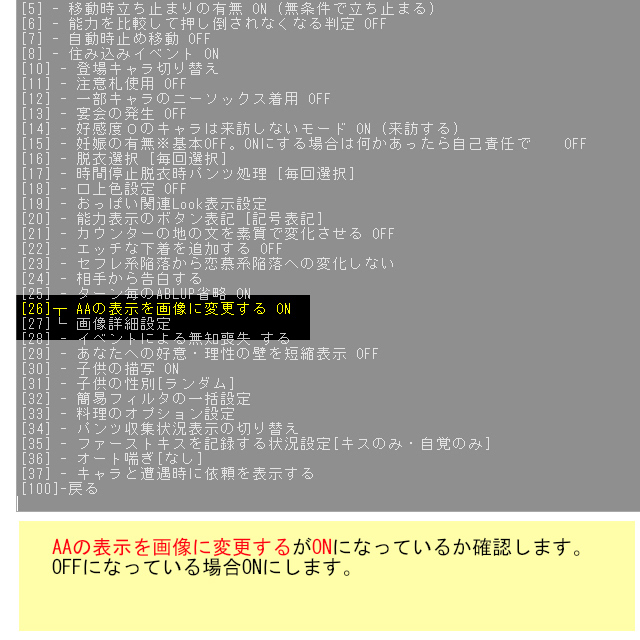 [5] - 移動時立ち止まりの有無 ON (無条件で立ち止まる)
[6] - 能力を比較して押し倒されなくなる判定 OFF
[7] - 自動時止め移動 OFF
[8] - 住み込みイベント ON
[10] - 登場キャラ切り替え
[11] - 注意札使用 OFF
[12] - 一部キャラのニーソックス着用 OFF
[13] - 宴会の発生 OFF
[14] - 好感度０のキャラは来訪しないモード ON (来訪する)
[15] - 妊娠の有無※基本OFF。ONにする場合は何かあったら自己責任で OFF
[16] - 脱衣選択 [毎回選択]
[17] - 時間停止脱衣時パンツ処理 [毎回選択]
[18] - 口上色設定 OFF
[19] - おっぱい関連Look表示設定
[20] - 能力表示のボタン表記 [記号表記]
[21] - カウンターの地の文を素質で変化させる OFF
[22] - エッチな下着を追加する OFF
[23] - セフレ系陥落から恋慕系陥落への変化しない
[24] - 相手から告白する
[25] - ターン毎のABLUP省略 ON
[26]┬ AAの表示を画像に変更する ON
[27]└ 画像詳細設定
[28] - イベントによる無知喪失 する
[29] - あなたへの好意・理性の壁を短縮表示 OFF
[30] - 子供の描写 ON
[31] - 子供の性別[ランダム]
[32] - 簡易フィルタの一括設定
[33] - 料理のオプション設定
[34] - パンツ収集状況表示の切り替え
[35] - ファーストキスを記録する状況設定[キスのみ・自覚のみ]
[36] - オート喘ぎ[なし]
[37] - キャラと遭遇時に依頼を表示する
[100]-戻る
AAの表示を画像に変更するがONになっているか確認します。
OFFになっている場合ONにします。